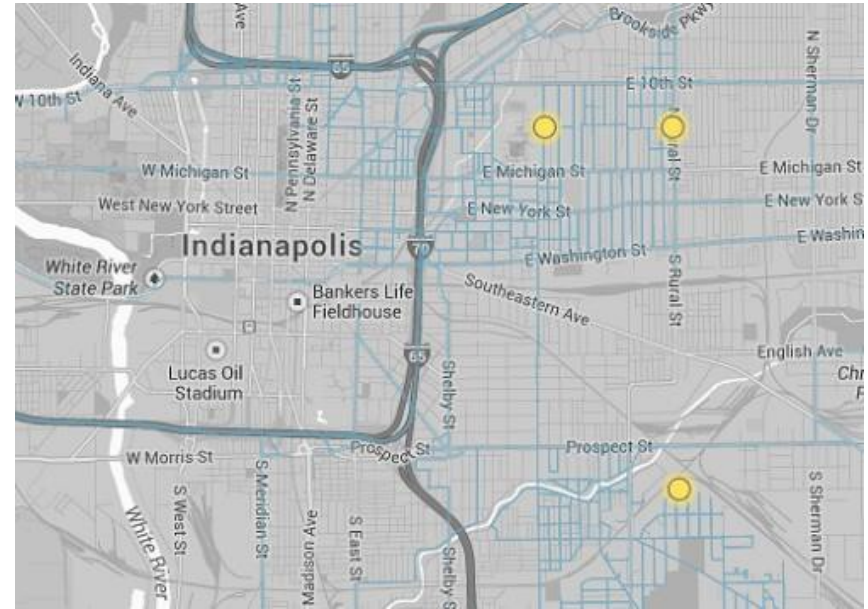 Brookside Pkwy
Ave
N Sherman Dr
65
Indiana Ave
E 10th St
W 10th St
N Pennsylvania St
N Delaware St
W Michigan St
E Michigan St
E Michigan St
West New York Street
E New York St
E New York S
Indianapolis
70
E Washington St
E Washin
White River
State Park
Southeastern Ave
S Rural St
Bankers Life
Fieldhouse
65
English Ave
Lucas Oil
Stadium
Shelby St
Chr
P
W Morris St
Prospect St
Prospect St
S Meridian St
S West St
S East St
Madison Ave
White River
Shelby S
S Sherman Dr